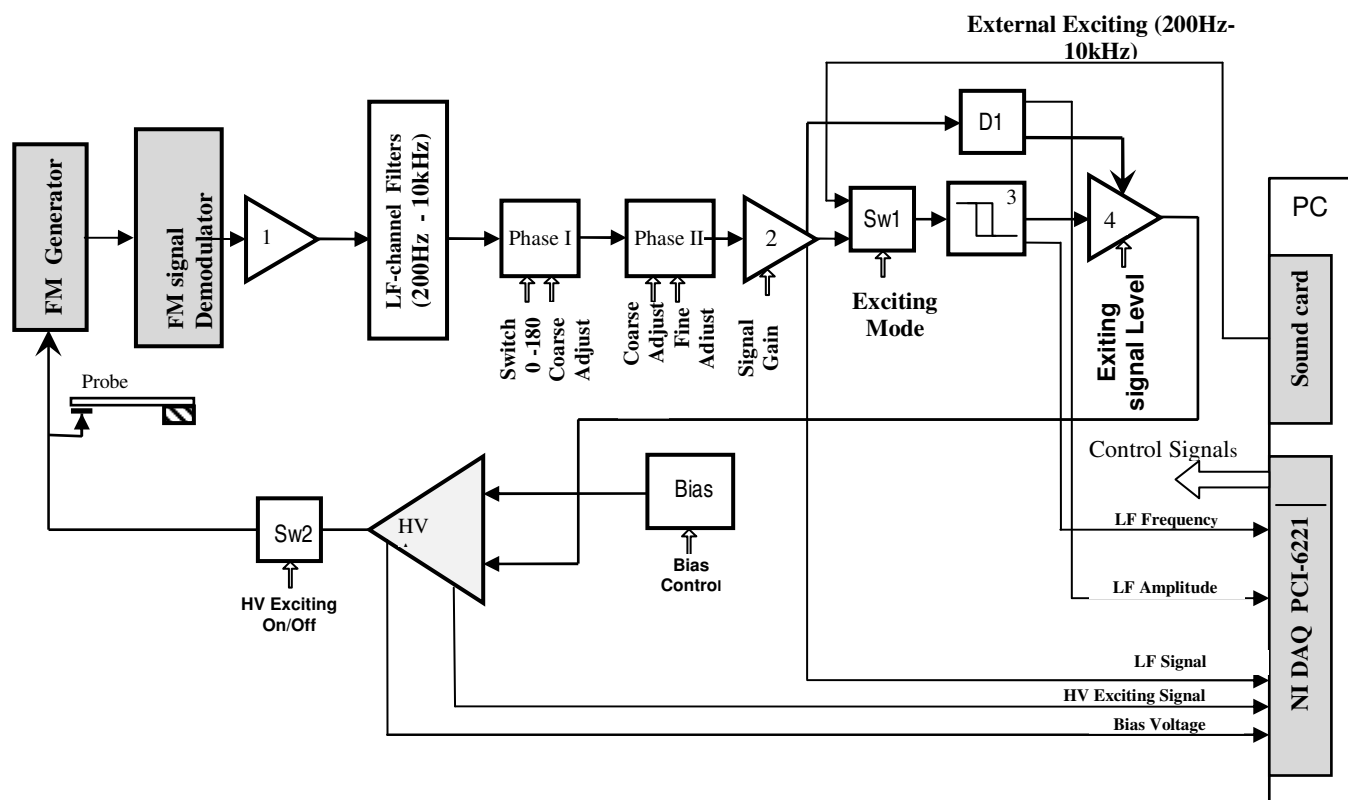 External Exciting (200Hz-
10kHz)
FM Generator
FM signal
Demodulator
1
LF-channel Filters
(200Hz - 10kHz)
Phase I
Phase II
2
Sw1
D1
3
4
PC
Sound card
Switch
0 -180
Coarse
Adjust
Coarse
Adjust
Fine
Adjust
Signal
Gain
Exciting
Mode
Exiting
signal Level
Probe
Control Signals
NI DAQ PCI-6221
HV
Bias
Bias
Control
Sw2
HV Exciting
On/Off
LF Frequency
LF Amplitude
LF Signal
HV Exciting Signal
Bias Voltage